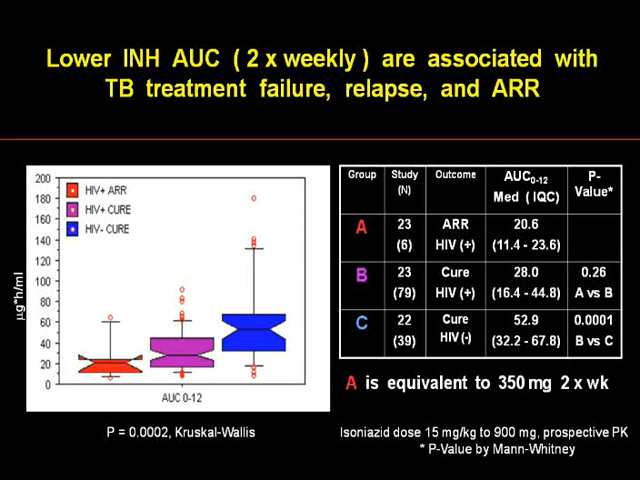 Lower INH AUC ( 2 x weekly ) are associated with
TB treatment failure, relapse, and ARR
200
180
160
140
120
100
80
60
40
20
0
µg*h/ml
HIV+ ARR
HIV+ CURE
HIV- CURE
AUC 0-12
P = 0.0002, Kruskal-Wallis
Group Study (N) Outcome AUC0-12 Med ( IQC) P-Value*
A 23 ARR 20.6
(6) HIV (+) (11.4 - 23.6)
B 23 Cure 28.0 0.26
(79) HIV (+) (16.4 - 44.8) A vs B
C 22 Cure 52.9 0.0001
(39) HIV (-) (32.2 - 67.8) B vs C
A is equivalent to 350 mg 2 x wk
Isoniazid dose 15 mg/kg to 900 mg, prospective PK
* P-Value by Mann-Whitney